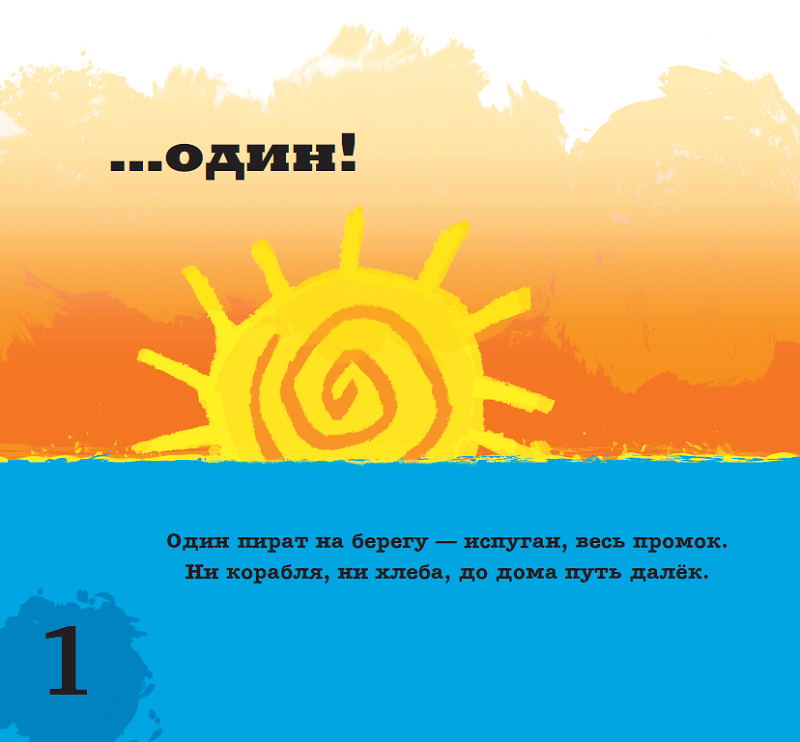 ...один!
Один пират на берегу — испуган, весь промок.
Ни корабля, ни хлеба, до дома путь далёк.
1